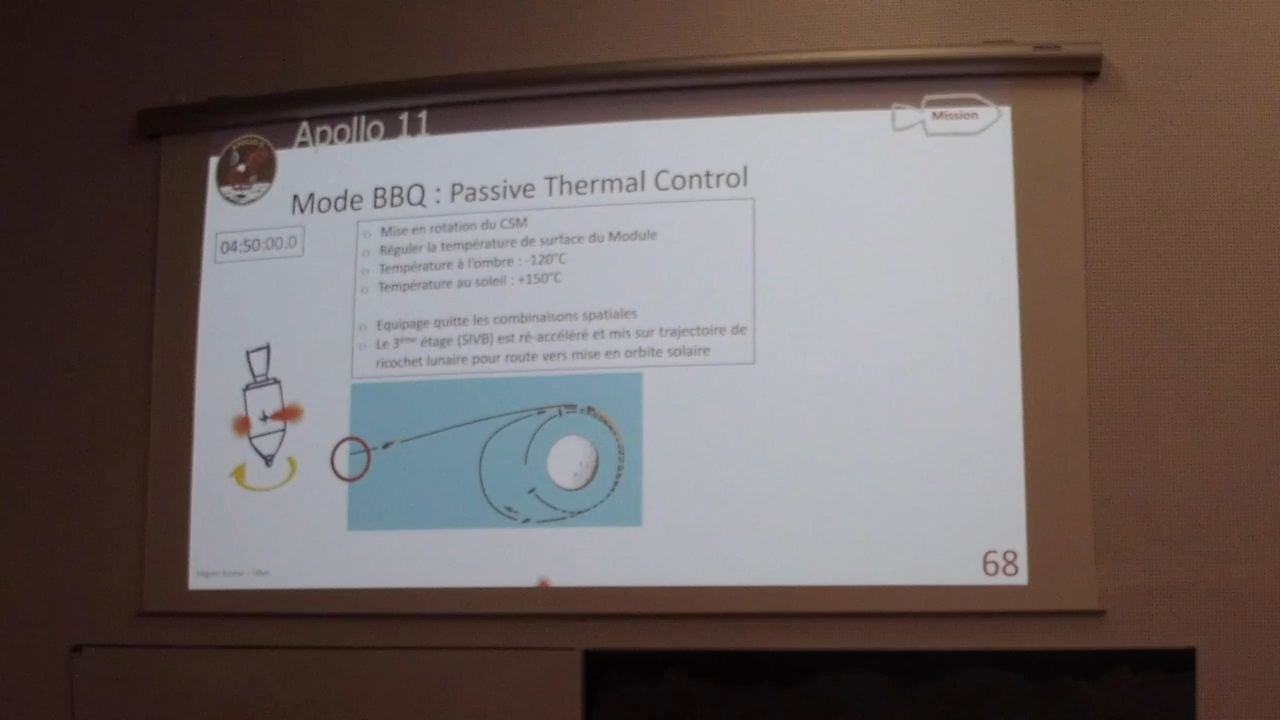 Apollo 11
Mission
Mode BBQ : Passive Thermal Control
04:50:00.0
Mise en rotation du CSM
Réguler la température de surface du Module
Température à l'ombre : -120°C
Température au soleil : +150°C
Equipage quitte les combinaisons spatiales
Le 3ème étage (SIVB) est ré-accéléré et mis sur trajectoire de
ricochet lunaire pour route vers mise en orbite solaire
68